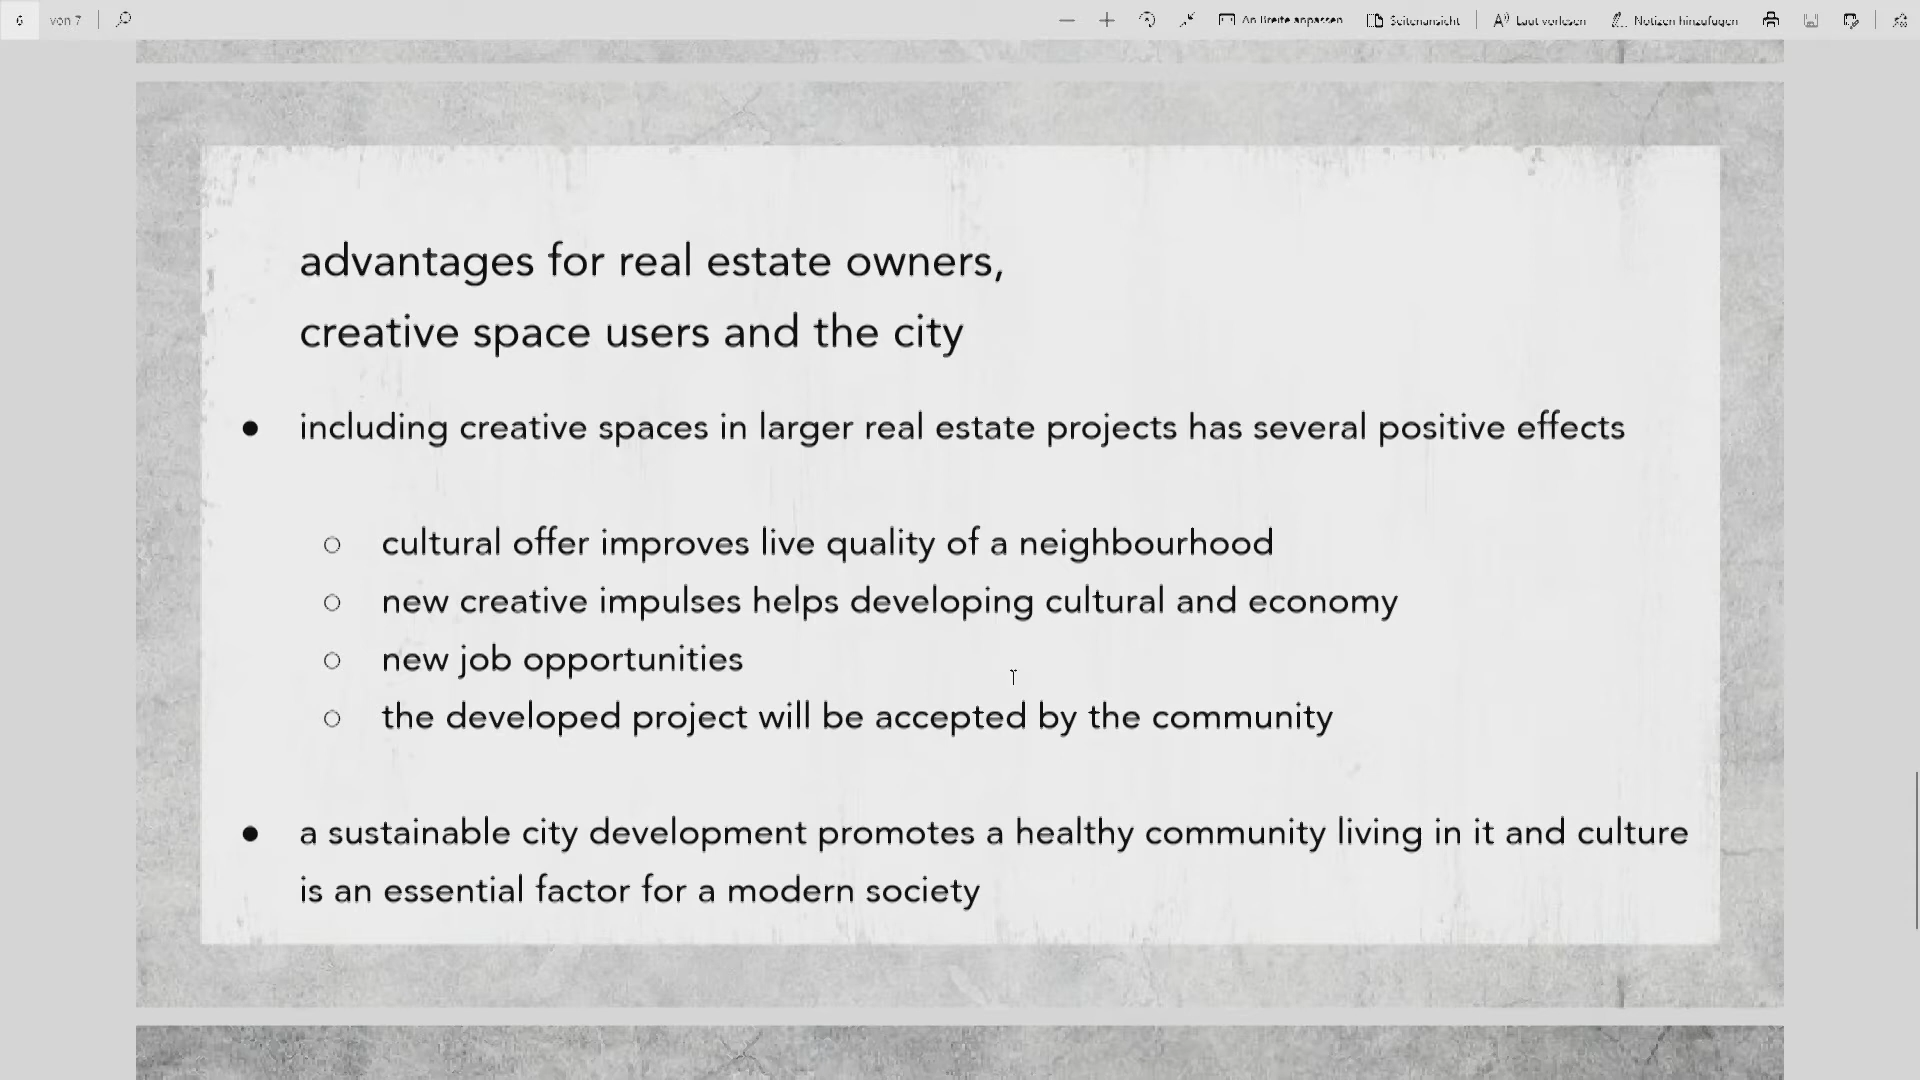 6 von 7 An Breite anpassen Seitenansicht Laut vorlesen Notizen hinzufügen
advantages for real estate owners,
creative space users and the city
● including creative spaces in larger real estate projects has several positive effects
○ cultural offer improves live quality of a neighbourhood
○ new creative impulses helps developing cultural and economy
○ new job opportunities
○ the developed project will be accepted by the community
● a sustainable city development promotes a healthy community living in it and culture
is an essential factor for a modern society